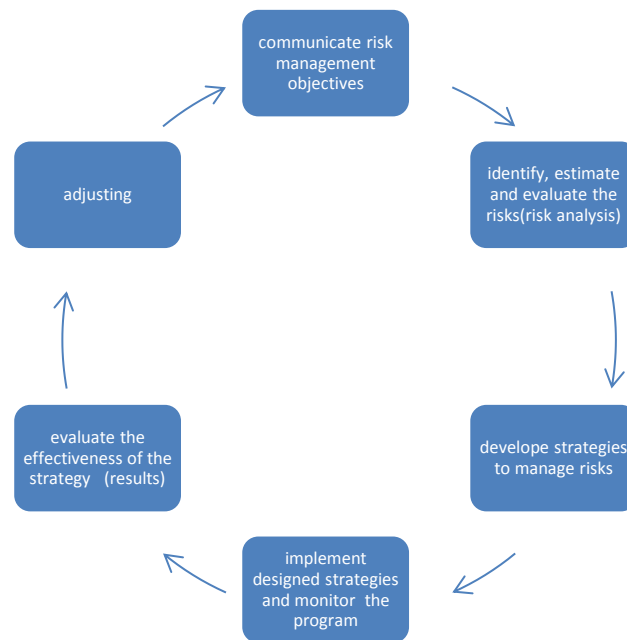 communicate risk
management
objectives
identify, estimate
and evaluate the
risks(risk analysis)
develope strategies
to manage risks
implement
designed strategies
and monitor the
program
evaluate the
effectiveness of the
strategy (results)
adjusting